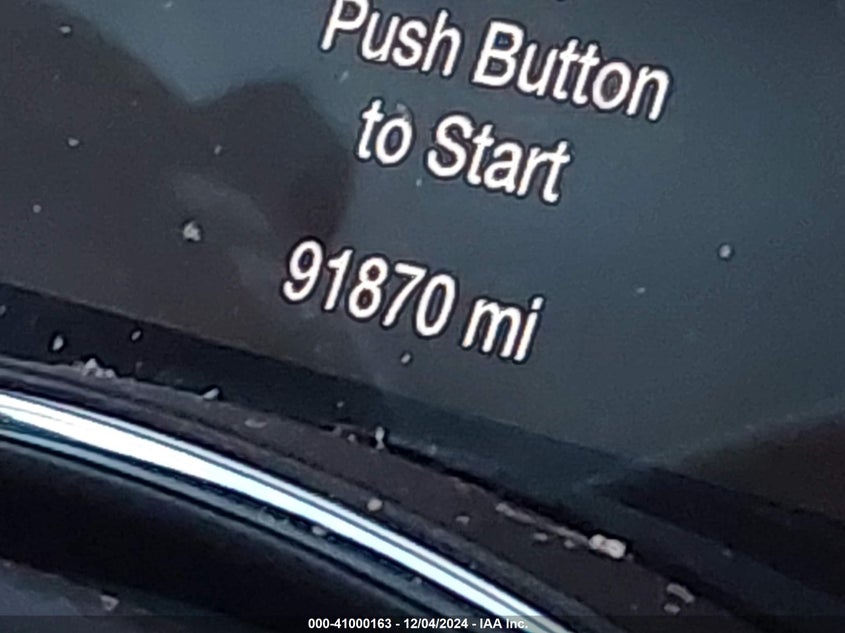 Push Button
to Start
91870 mi
000-41000163 - 12/04/2024 - IAA Inc.